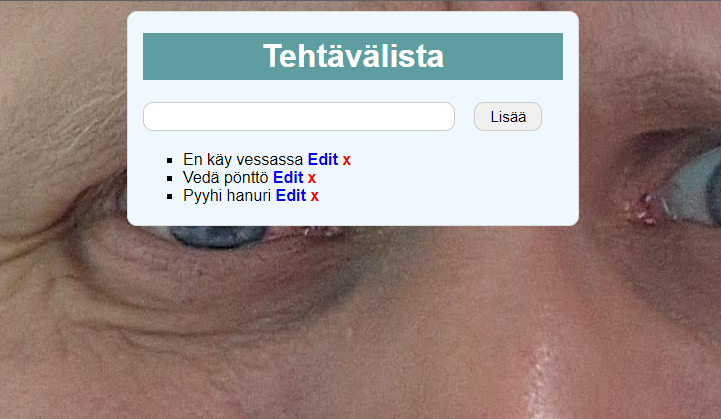 Tehtävälista
Lisää
En käy vessassa Edit x
Vedä pönttö Edit x
Pyyhi hanuri Edit x